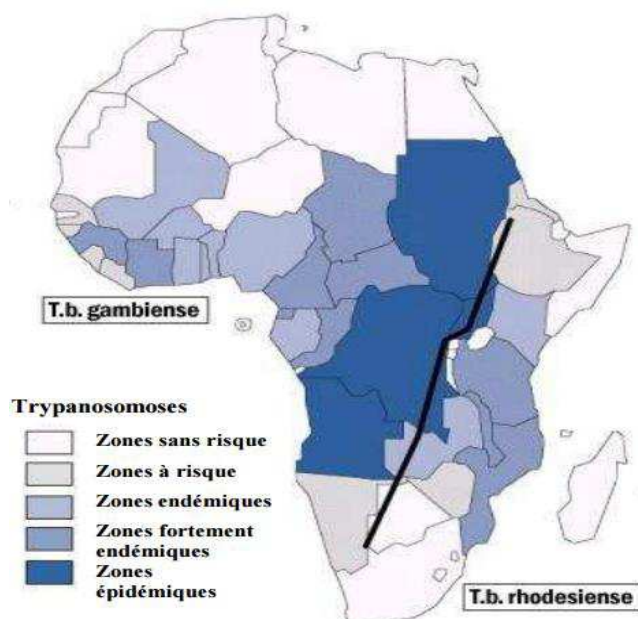 T.b. gambiense
Trypanosomoses
Zones sans risque
Zones à risque
Zones endémiques
Zones fortement
endémiques
Zones
épidémiques
T.b. rhodesiense